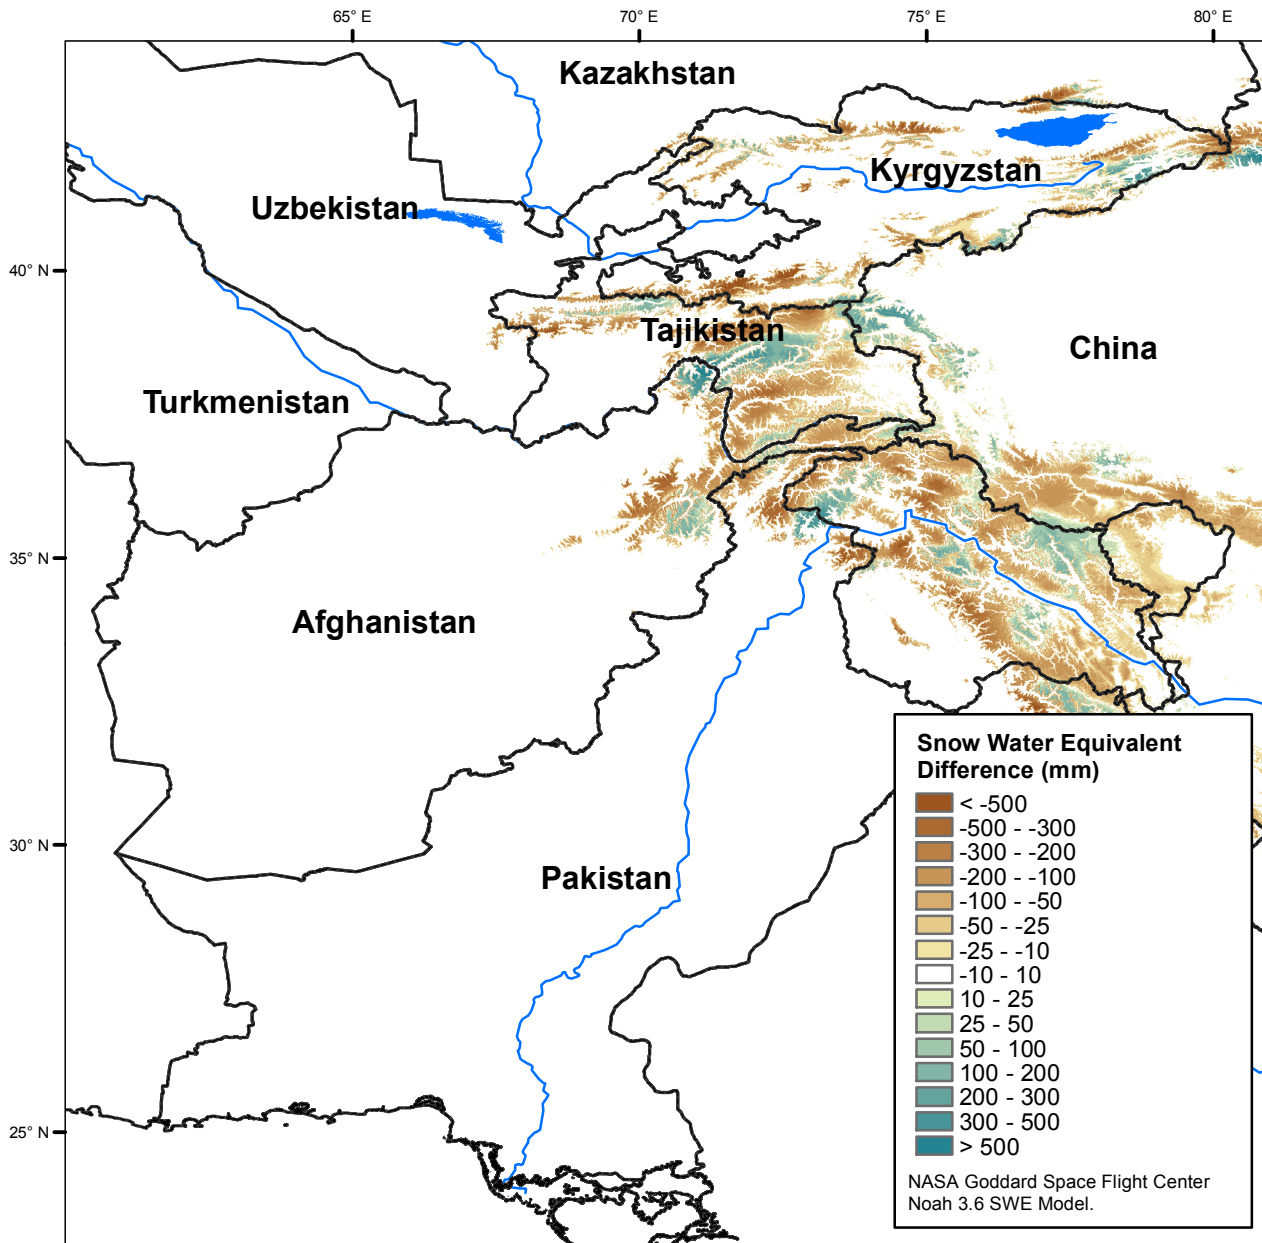 65° E
70° E
75° E
80° E
Kazakhstan
Kyrgyzstan
Uzbekistan
40° N
Tajikistan
China
Turkmenistan
35° N
Afghanistan
Snow Water Equivalent
Difference (mm)
< -500
-500 - -300
-300 - -200
-200 - -100
-100 - -50
-50 - -25
-25 - -10
-10 - 10
10 - 25
25 - 50
50 - 100
100 - 200
200 - 300
300 - 500
> 500
30° N
Pakistan
25° N
NASA Goddard Space Flight Center
Noah 3.6 SWE Model.